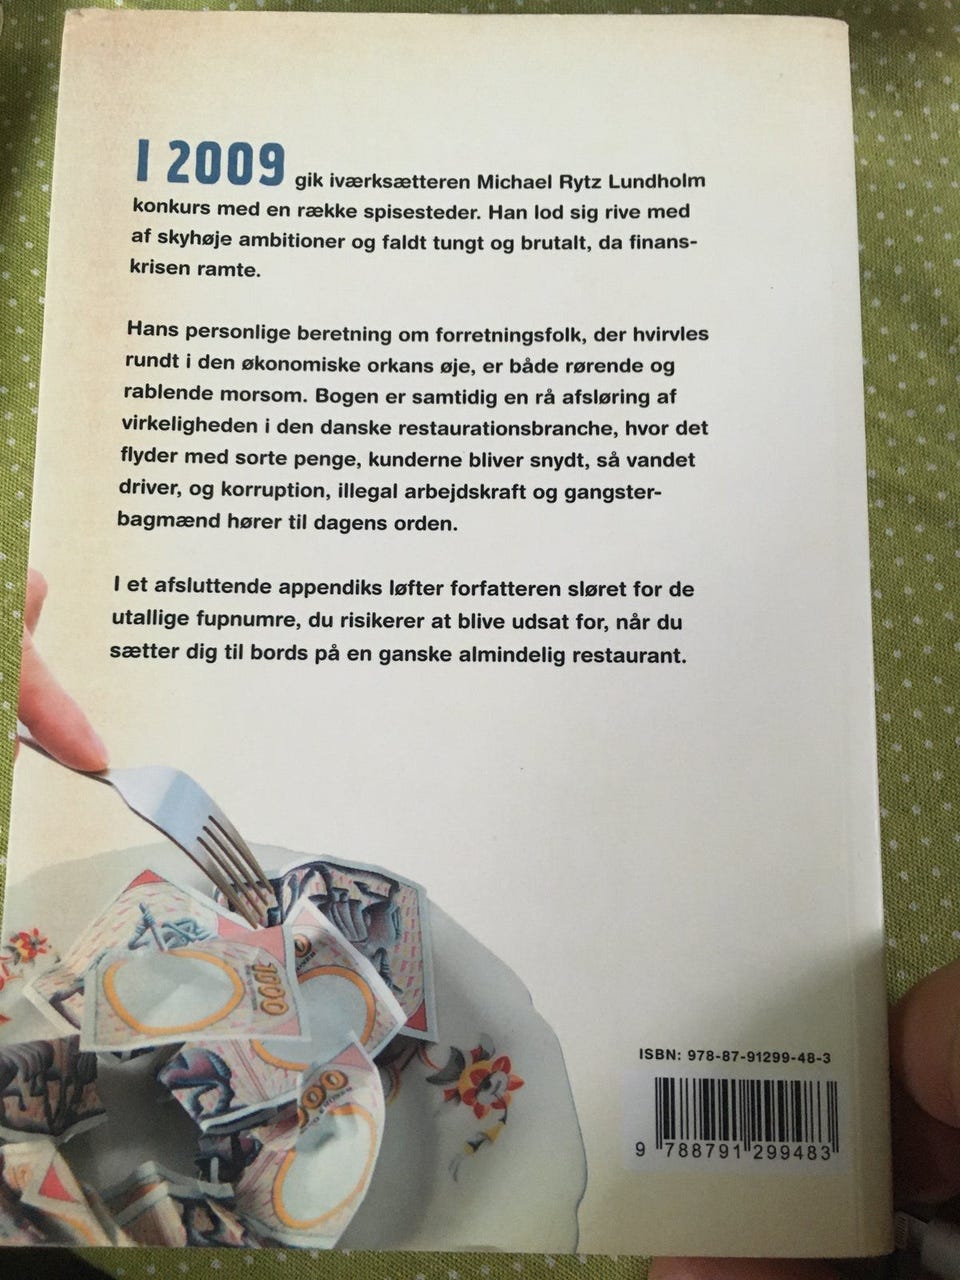 I 2009 gik iværksætteren Michael Rytz Lundholm
konkurs med en række spisesteder. Han lod sig rive med
af skyhøje ambitioner og faldt tungt og brutalt, da finans-
krisen ramte.
Hans personlige beretning om forretningsfolk, der hvirvles
rundt i den økonomiske orkans øje, er både rørende og
rablende morsom. Bogen er samtidig en rå afsløring af
virkeligheden i den danske restaurationsbranche, hvor det
flyder med sorte penge, kunderne bliver snydt, så vandet
driver, og korruption, illegal arbejdskraft og gangster-
bagmænd hører til dagens orden.
I et afsluttende appendiks løfter forfatteren sløret for de
utallige fupnumre, du risikerer at blive udsat for, når du
sætter dig til bords på en ganske almindelig restaurant.
1000
000
ISBN: 978-87-91299-48-3
9 788791 299483